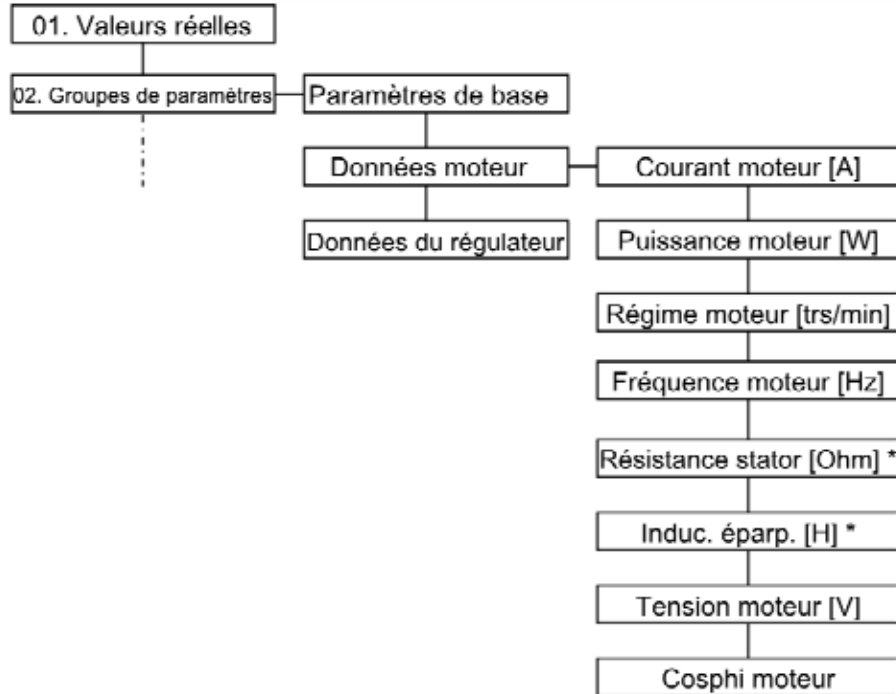 01. Valeurs réelles
02. Groupes de paramètres
Paramètres de base
Données moteur
Courant moteur [A]
Données du régulateur
Puissance moteur [W]
Régime moteur [trs/min]
Fréquence moteur [Hz]
Résistance stator [Ohm] *
Induc. éparp. [H] *
Tension moteur [V]
Cosphi moteur